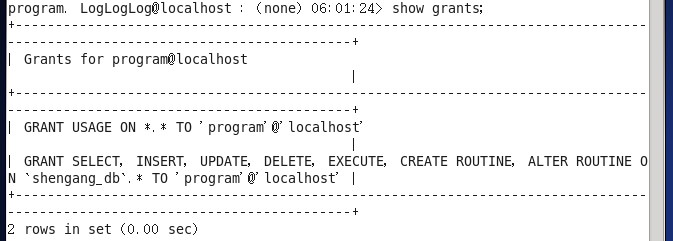 program. LogLogLog@localhost : (none) 06:01:24> show grants;
+--------------------------------------------------------------------------------
-------------------------------------------+
| Grants for program@localhost
                                           |
+--------------------------------------------------------------------------------
-------------------------------------------+
| GRANT USAGE ON *.* TO 'program'@'localhost'
                                           |
| GRANT SELECT, INSERT, UPDATE, DELETE, EXECUTE, CREATE ROUTINE, ALTER ROUTINE O
N `shengang_db`.* TO 'program'@'localhost' |
+--------------------------------------------------------------------------------
-------------------------------------------+
2 rows in set (0.00 sec)